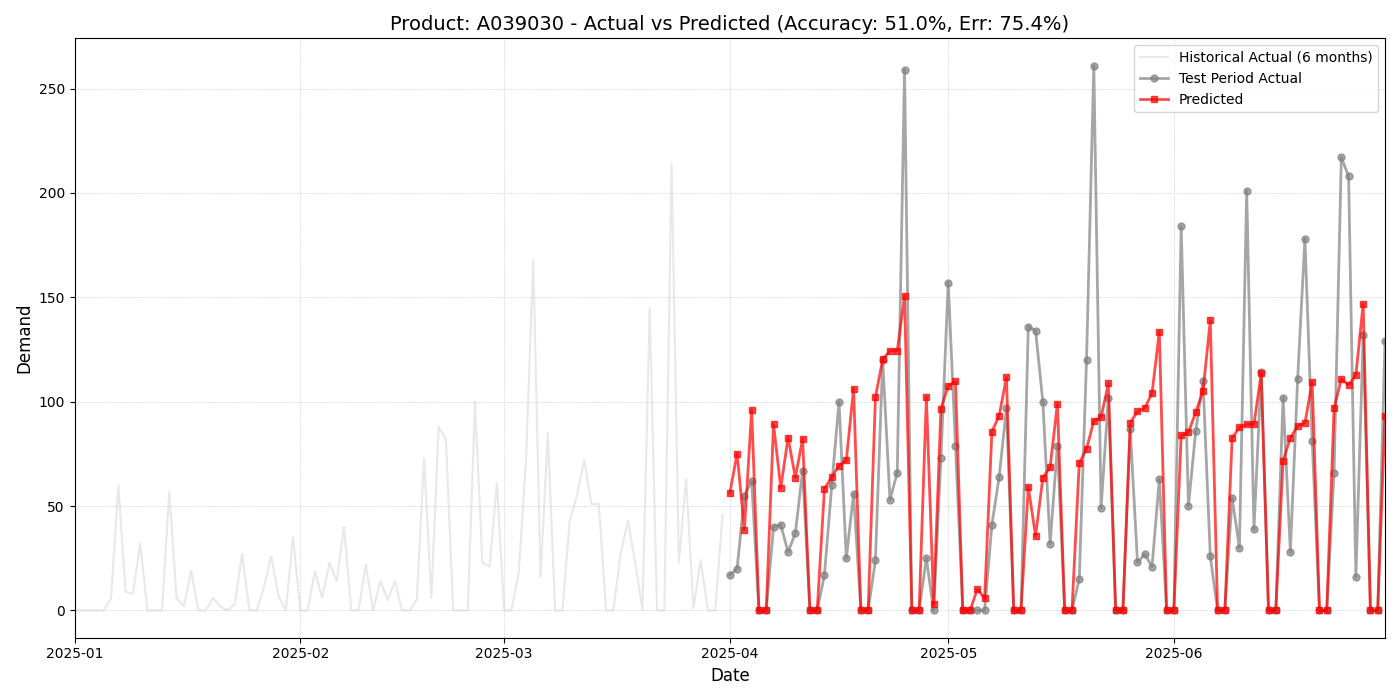 Product: A039030 - Actual vs Predicted (Accuracy: 51.0%, Err: 75.4%)
Historical Actual (6 months)
Test Period Actual
Predicted
Demand
250
200
150
100
50
0
2025-01
2025-02
2025-03
2025-04
2025-05
2025-06
Date